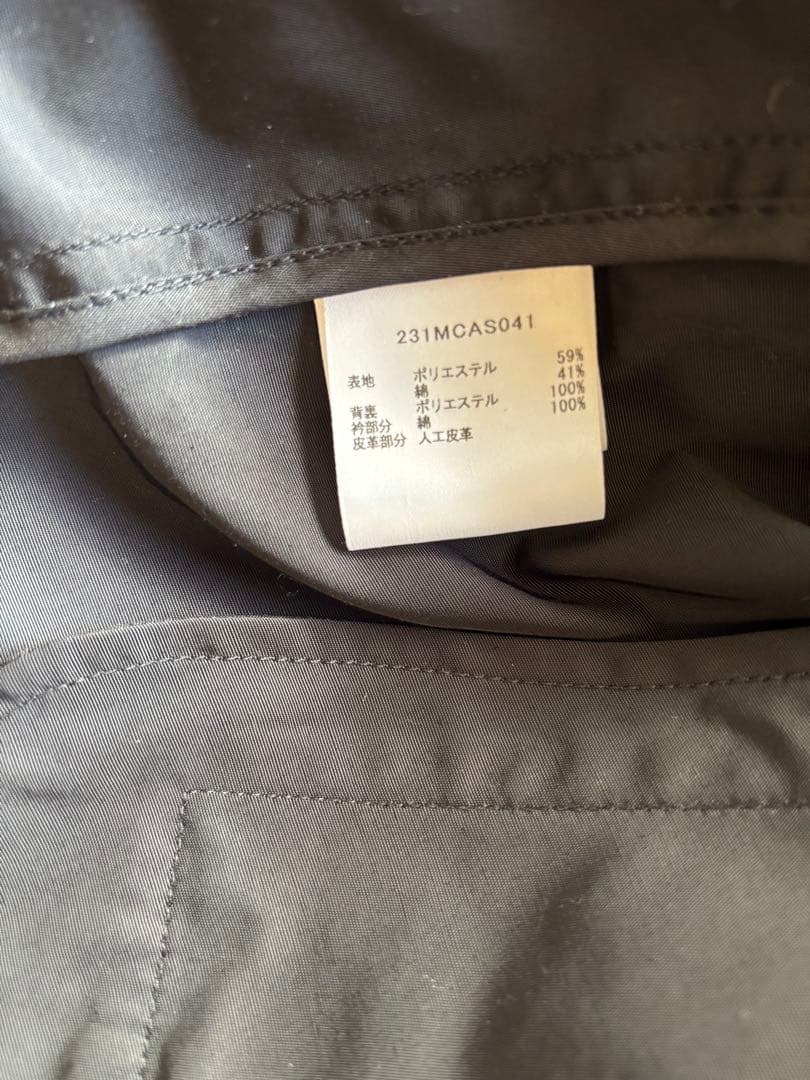 231MCAS041
表地 ポリエステル 59%
綿 41%
背裏 ポリエステル 100%
衿部分 綿 100%
皮革部分 人工皮革